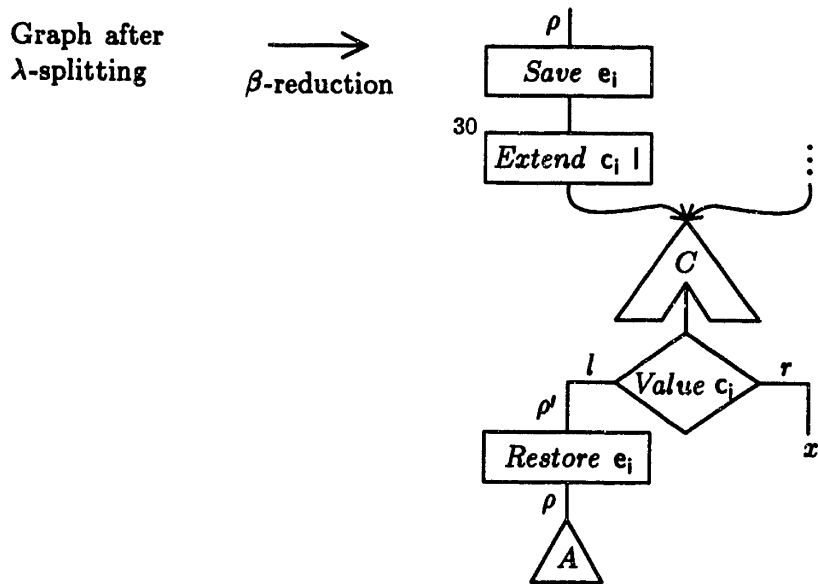 Graph after
λ-splitting
β-reduction
ρ
Save eᵢ
30
Extend cᵢ l
⋮
C
l
Value cᵢ
r
ρ′
x
Restore eᵢ
ρ
A